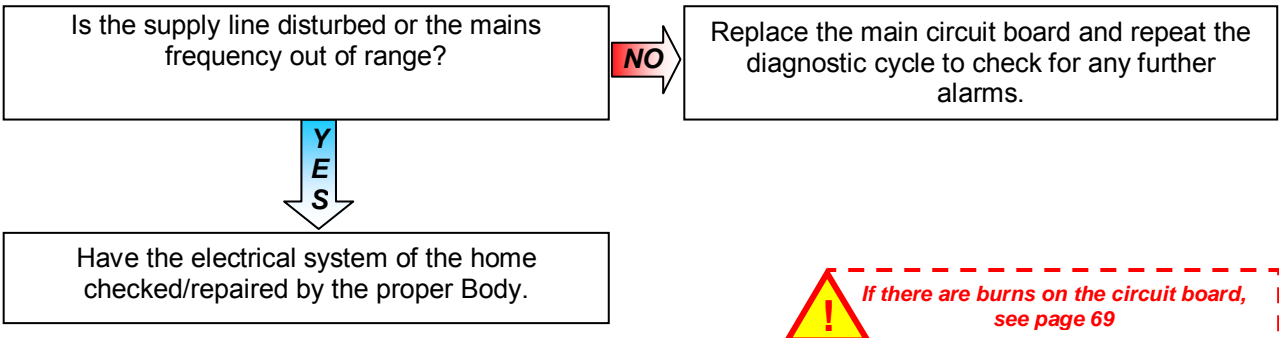 Is the supply line disturbed or the mains
frequency out of range?
NO
Replace the main circuit board and repeat the
diagnostic cycle to check for any further
alarms.
Y
E
S
Have the electrical system of the home
checked/repaired by the proper Body.
!
If there are burns on the circuit board,
see page 69